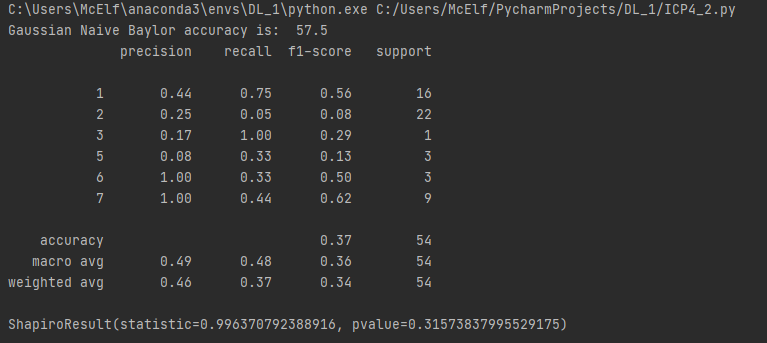 C:\Users\McElf\anaconda3\envs\DL_1\python.exe C:/Users/McElf/PycharmProjects/DL_1/ICP4_2.py
Gaussian Naive Baylor accuracy is:  57.5
              precision    recall  f1-score   support

           1       0.44      0.75      0.56        16
           2       0.25      0.05      0.08        22
           3       0.17      1.00      0.29         1
           5       0.08      0.33      0.13         3
           6       1.00      0.33      0.50         3
           7       1.00      0.44      0.62         9

    accuracy                           0.37        54
   macro avg       0.49      0.48      0.36        54
weighted avg       0.46      0.37      0.34        54

ShapiroResult(statistic=0.996370792388916, pvalue=0.31573837995529175)